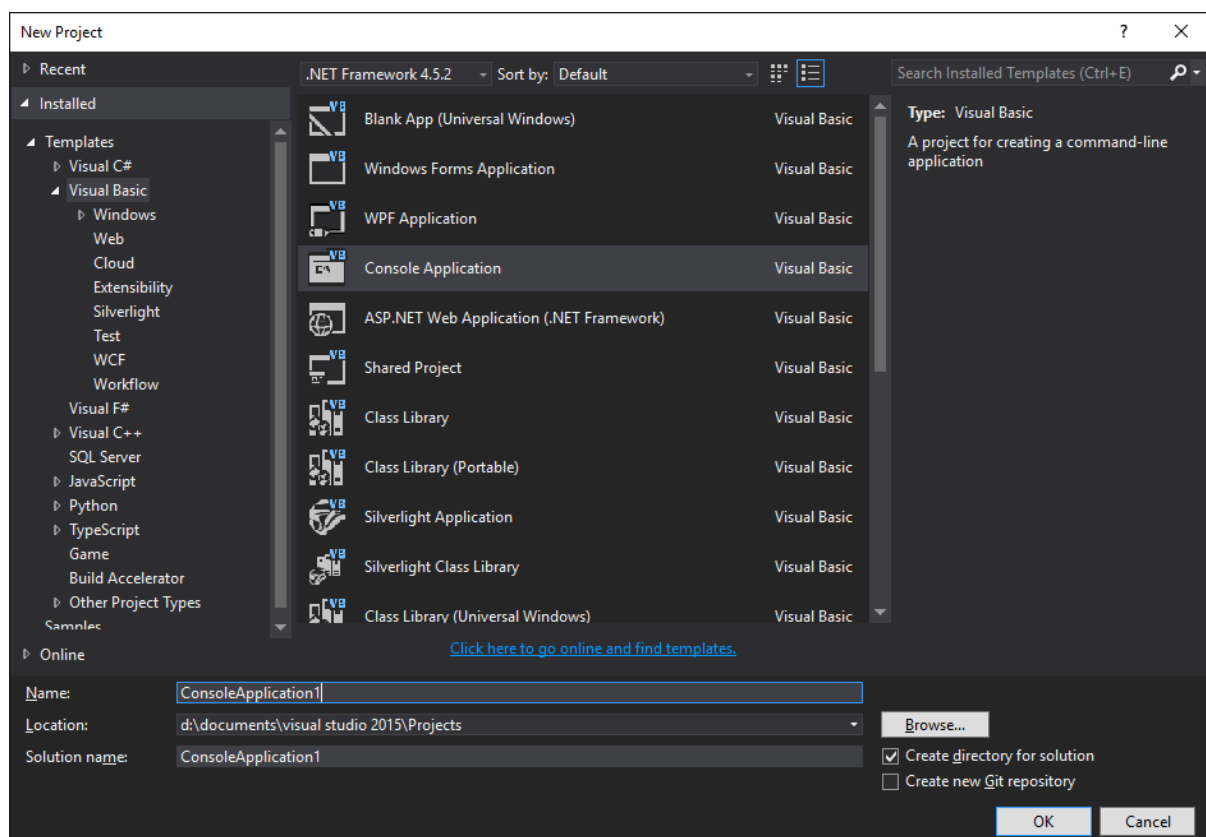 New Project
?
Recent
Installed
Templates
Visual C#
Visual Basic
Windows
Web
Cloud
Extensibility
Silverlight
Test
WCF
Workflow
Visual F#
Visual C++
SQL Server
JavaScript
Python
TypeScript
Game
Build Accelerator
Other Project Types
Samples
Online
.NET Framework 4.5.2 Sort by: Default
Blank App (Universal Windows) Visual Basic
Windows Forms Application Visual Basic
WPF Application Visual Basic
Console Application Visual Basic
ASP.NET Web Application (.NET Framework) Visual Basic
Shared Project Visual Basic
Class Library Visual Basic
Class Library (Portable) Visual Basic
Silverlight Application Visual Basic
Silverlight Class Library Visual Basic
Class Library (Universal Windows) Visual Basic
Click here to go online and find templates.
Search Installed Templates (Ctrl+E)
Type: Visual Basic
A project for creating a command-line
application
Name: ConsoleApplication1
Location: d:\documents\visual studio 2015\Projects
Browse...
Solution name: ConsoleApplication1
Create directory for solution
Create new Git repository
OK Cancel